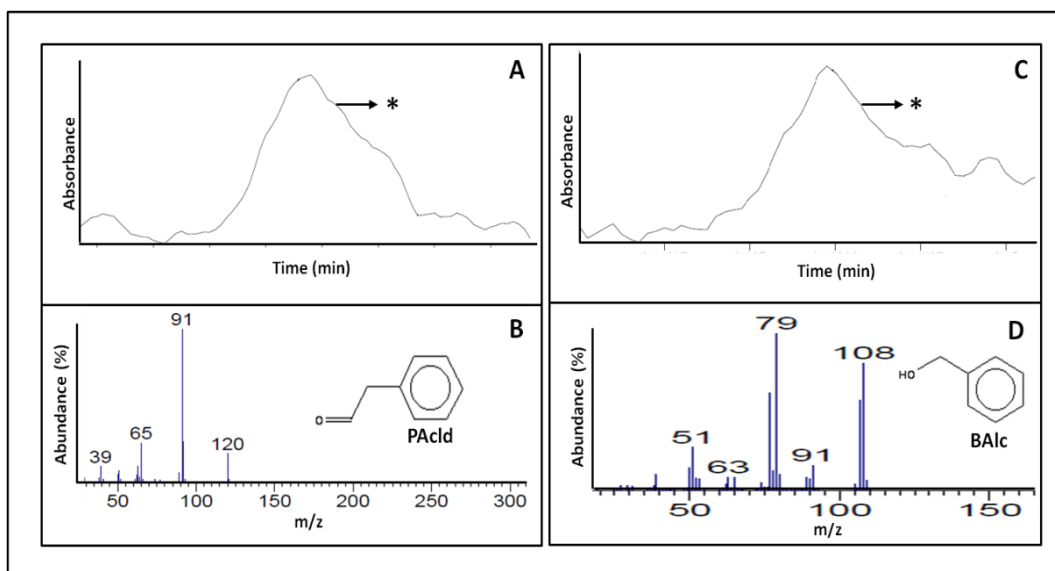 A
Absorbance
*
Time (min)
B
Abundance (%)
91
65
39
120
O
PAcld
50 100 150 200 250 300
m/z
C
Absorbance
*
Time (min)
D
Abundance (%)
79
108
51
63
91
HO
BAlc
50 100 150
m/z